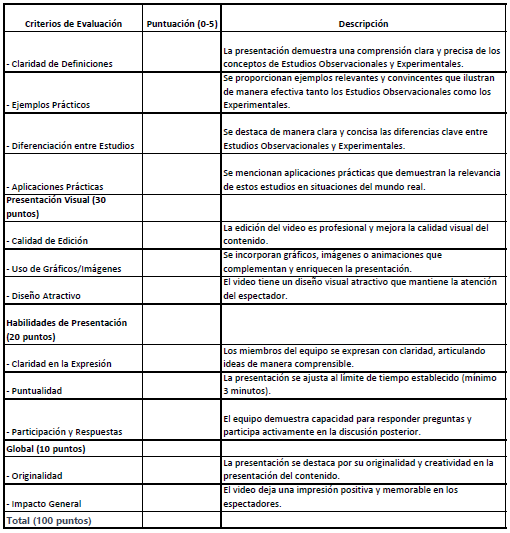 Criterios de Evaluación Puntuación (0-5) Descripción
- Claridad de Definiciones
La presentación demuestra una comprensión clara y precisa de los
conceptos de Estudios Observacionales y Experimentales.
- Ejemplos Prácticos
Se proporcionan ejemplos relevantes y convincentes que ilustran
de manera efectiva tanto los Estudios Observacionales como los
Experimentales.
- Diferenciación entre Estudios
Se destaca de manera clara y concisa las diferencias clave entre
Estudios Observacionales y Experimentales.
- Aplicaciones Prácticas
Se mencionan aplicaciones prácticas que demuestran la relevancia
de estos estudios en situaciones del mundo real.
Presentación Visual (30
puntos)
- Calidad de Edición
La edición del video es profesional y mejora la calidad visual del
contenido.
- Uso de Gráficos/Imágenes
Se incorporan gráficos, imágenes o animaciones que
complementan y enriquecen la presentación.
- Diseño Atractivo
El video tiene un diseño visual atractivo que mantiene la atención
del espectador.
Habilidades de Presentación
(20 puntos)
- Claridad en la Expresión
Los miembros del equipo se expresan con claridad, articulando
ideas de manera comprensible.
- Puntualidad
La presentación se ajusta al límite de tiempo establecido (mínimo
3 minutos).
- Participación y Respuestas
El equipo demuestra capacidad para responder preguntas y
participa activamente en la discusión posterior.
Global (10 puntos)
- Originalidad
La presentación se destaca por su originalidad y creatividad en la
presentación del contenido.
- Impacto General
El video deja una impresión positiva y memorable en los
espectadores.
Total (100 puntos)